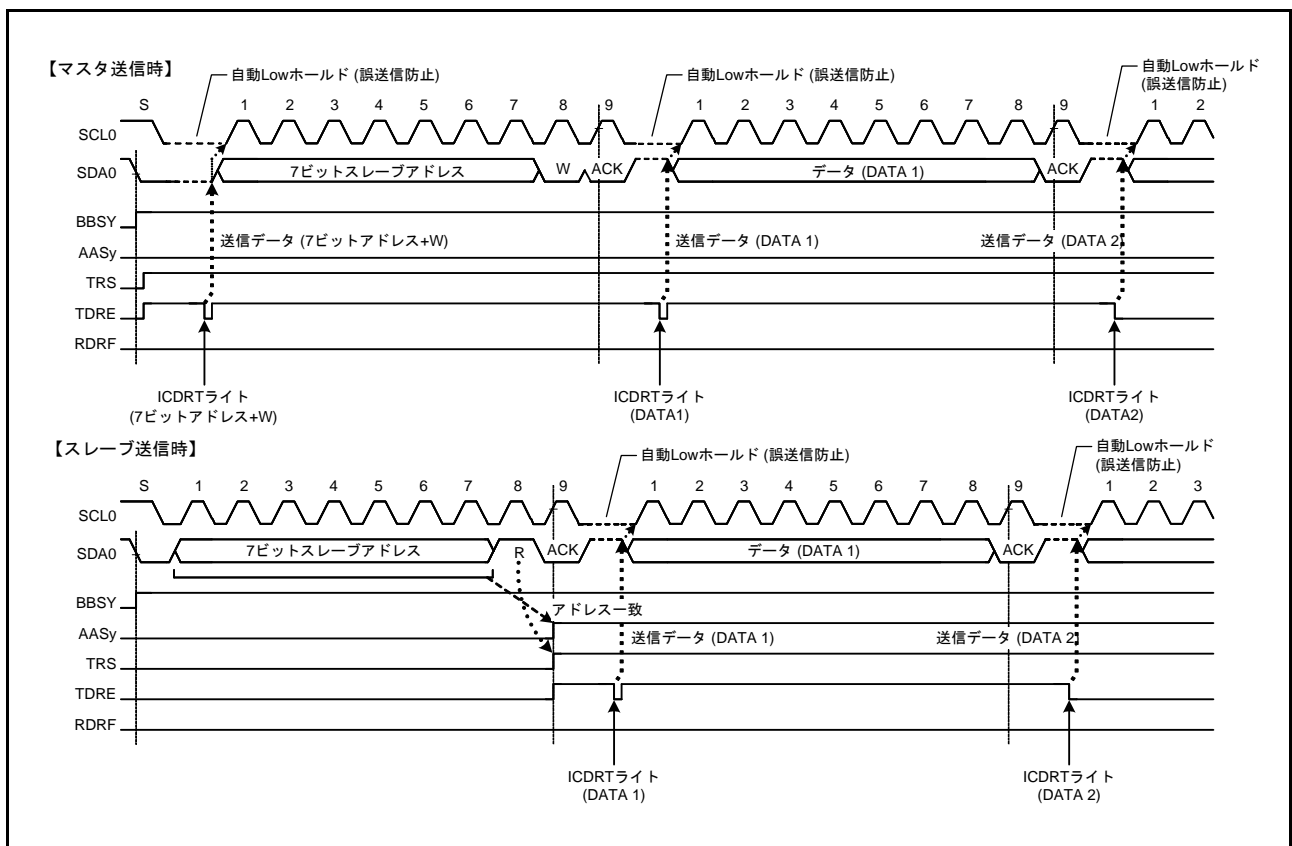 【マスタ送信時】
自動Lowホールド (誤送信防止)
自動Lowホールド (誤送信防止)
自動Lowホールド
(誤送信防止)
S 1 2 3 4 5 6 7 8 9 1 2 3 4 5 6 7 8 9 1 2
SCL0
SDA0 7ビットスレーブアドレス W ACK データ (DATA 1) ACK
BBSY
送信データ (7ビットアドレス+W) 送信データ (DATA 1) 送信データ (DATA 2)
AASy
TRS
TDRE
RDRF
ICDRTライト
(7ビットアドレス+W)
ICDRTライト
(DATA1)
ICDRTライト
(DATA2)
【スレーブ送信時】
自動Lowホールド (誤送信防止)
自動Lowホールド
(誤送信防止)
S 1 2 3 4 5 6 7 8 9 1 2 3 4 5 6 7 8 9 1 2 3
SCL0
SDA0 7ビットスレーブアドレス R ACK データ (DATA 1) ACK
BBSY
アドレス一致
AASy
送信データ (DATA 1) 送信データ (DATA 2)
TRS
TDRE
RDRF
ICDRTライト
(DATA 1)
ICDRTライト
(DATA 2)